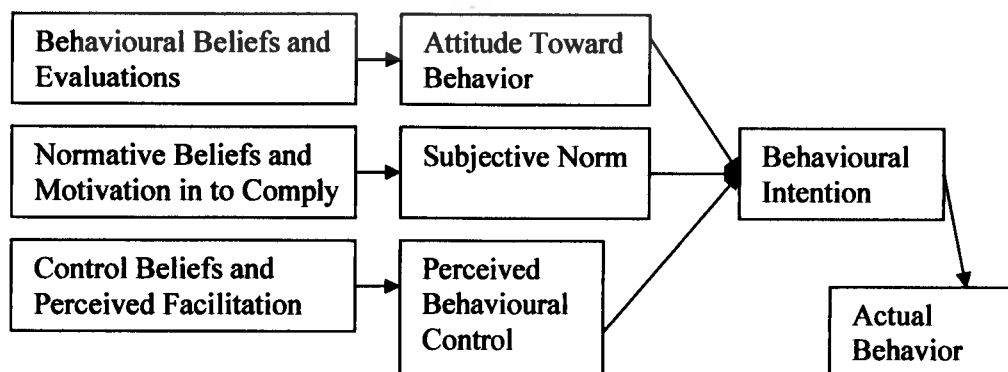 Behavioural Beliefs and
Evaluations
Attitude Toward
Behavior
Normative Beliefs and
Motivation in to Comply
Subjective Norm
Behavioural
Intention
Control Beliefs and
Perceived Facilitation
Perceived
Behavioural
Control
Actual
Behavior